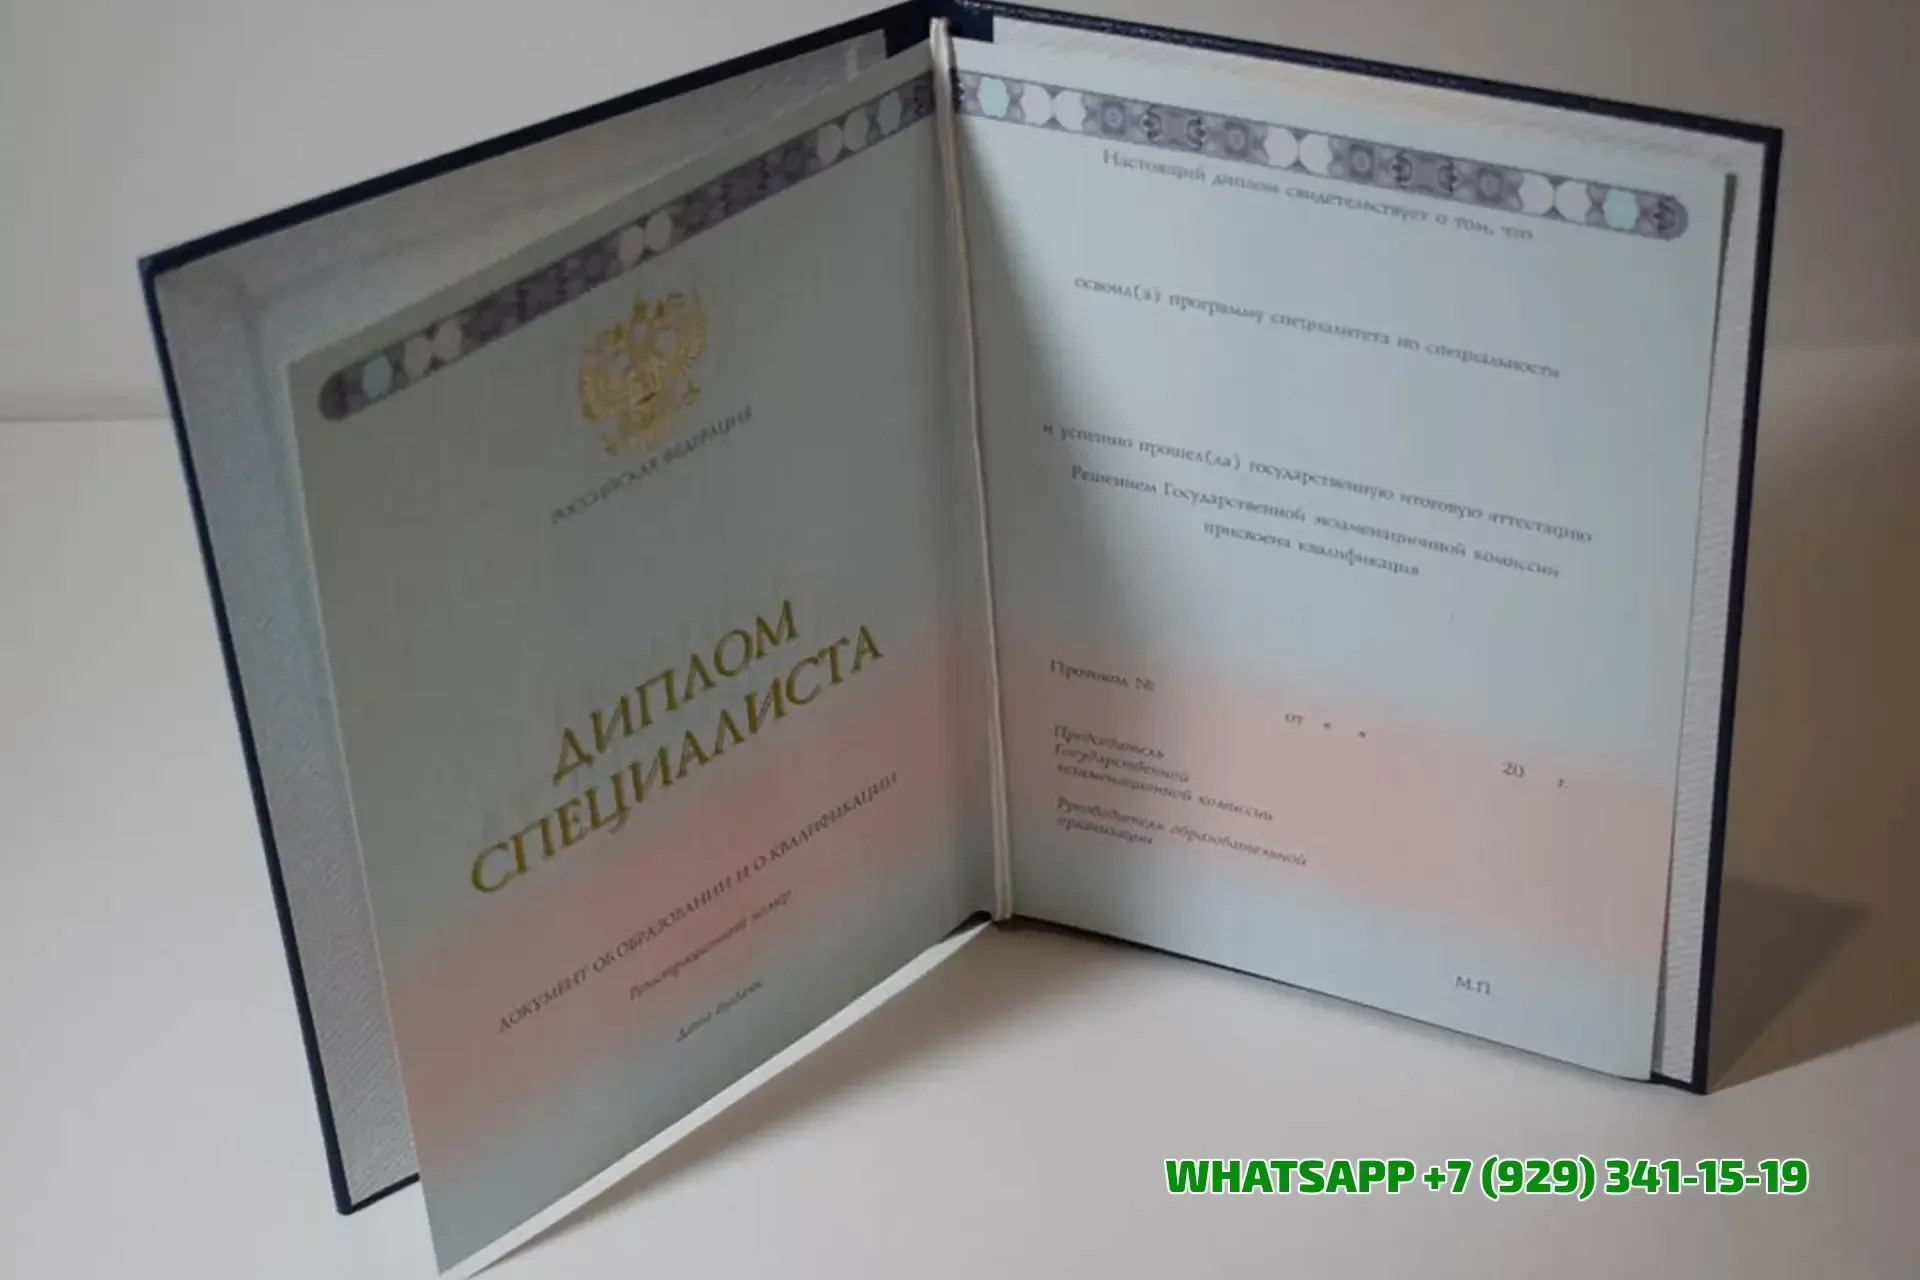 РОССИЙСКАЯ ФЕДЕРАЦИЯ
ДИПЛОМ
СПЕЦИАЛИСТА
ДОКУМЕНТ ОБ ОБРАЗОВАНИИ И О КВАЛИФИКАЦИИ
Регистрационный номер
Дата выдачи
Настоящий диплом свидетельствует о том, что
освоил(а) программу специалитета по специальности
и успешно прошел(ла) государственную итоговую аттестацию
Решением Государственной экзаменационной комиссии
присвоена квалификация
Протокол №
от « »
20 г.
Председатель
Государственной
экзаменационной комиссии
Руководитель образовательной
организации
М.П.
WHATSAPP +7 (929) 341-15-19